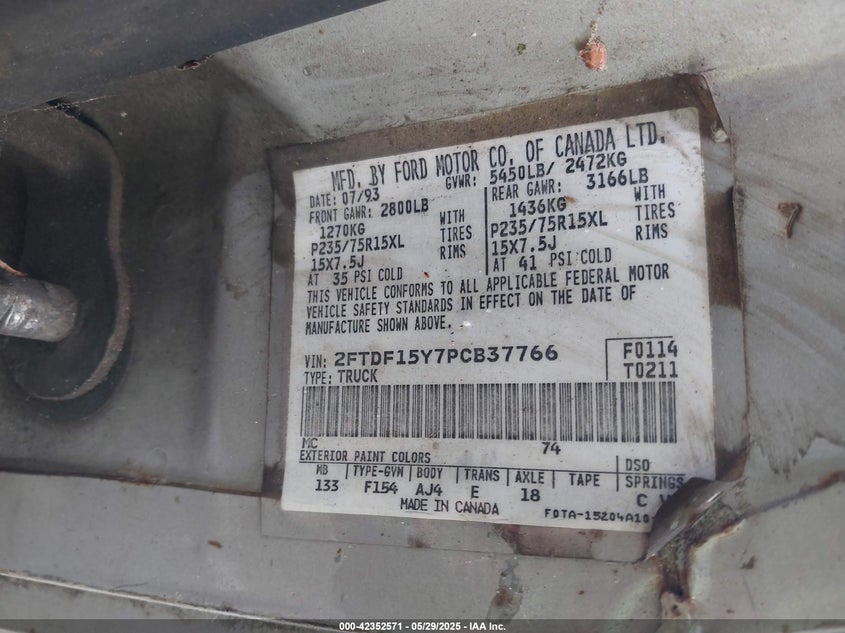 MFD. BY FORD MOTOR CO. OF CANADA LTD.
DATE: 07/93 GVWR: 5450LB/ 2472KG
FRONT GAWR: 2800LB REAR GAWR: 3166LB
1270KG WITH 1436KG WITH
P235/75R15XL TIRES P235/75R15XL TIRES
15X7.5J RIMS 15X7.5J RIMS
AT 35 PSI COLD AT 41 PSI COLD
THIS VEHICLE CONFORMS TO ALL APPLICABLE FEDERAL MOTOR
VEHICLE SAFETY STANDARDS IN EFFECT ON THE DATE OF
MANUFACTURE SHOWN ABOVE.
VIN: 2FTDF15Y7PCB37766 F0114
TYPE: TRUCK T0211
MC 74
EXTERIOR PAINT COLORS DSO
WB TYPE-GVW BODY TRANS AXLE TAPE SPRINGS
133 F154 AJ4 E 18 C
MADE IN CANADA F0TA-15204A10
000-42352571 - 05/29/2025 - IAA Inc.